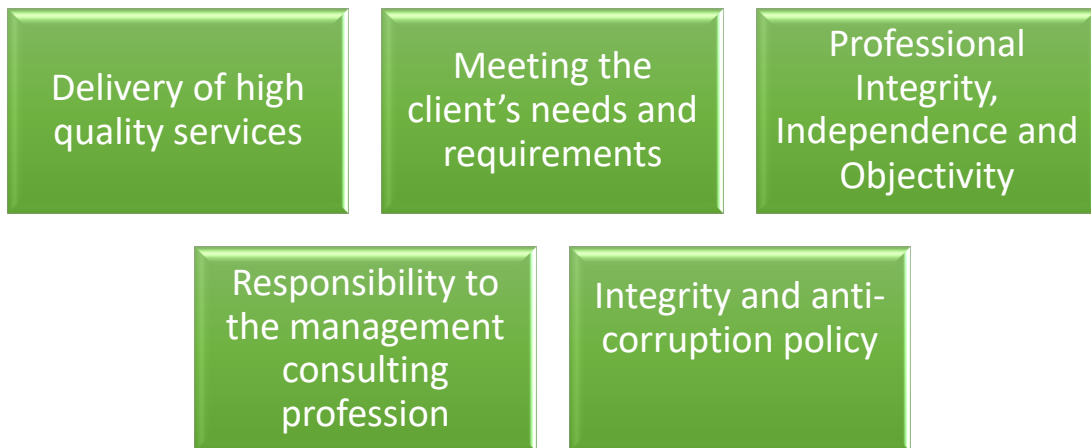 Delivery of high
quality services
Meeting the
client’s needs and
requirements
Professional
Integrity,
Independence and
Objectivity
Responsibility to
the management
consulting
profession
Integrity and anti-
corruption policy